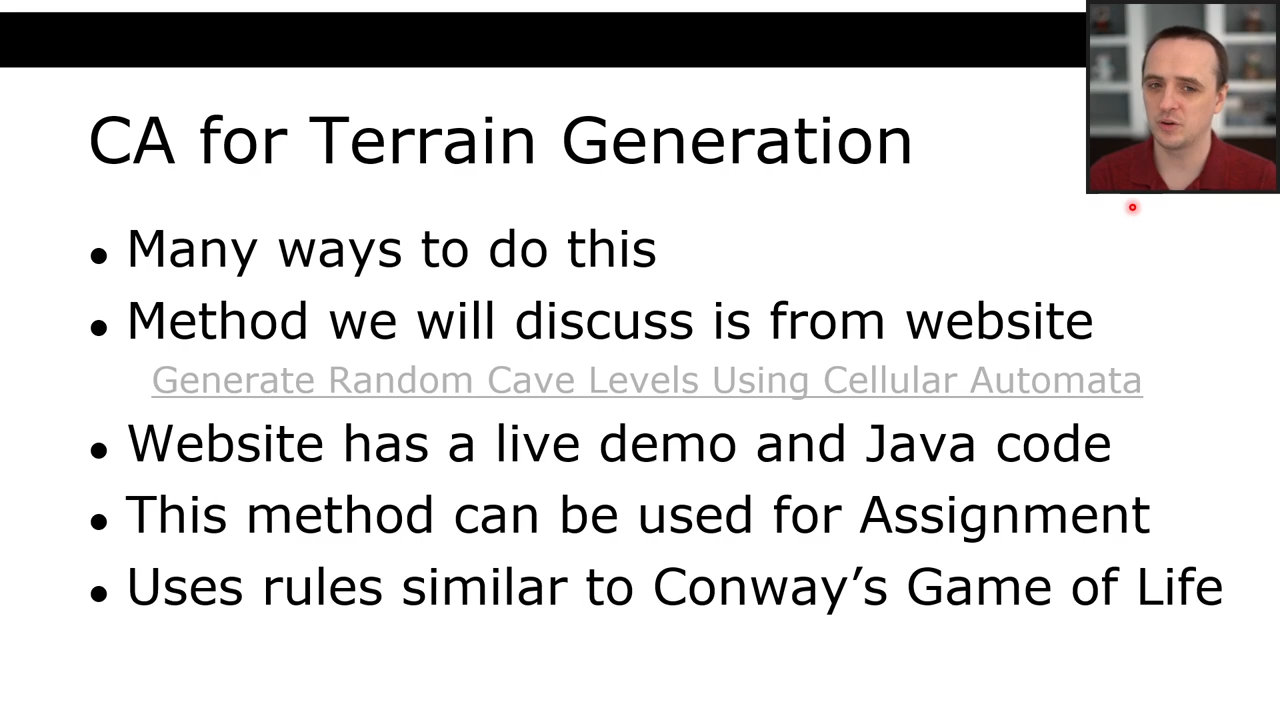 CA for Terrain Generation
• Many ways to do this
• Method we will discuss is from website
Generate Random Cave Levels Using Cellular Automata
• Website has a live demo and Java code
• This method can be used for Assignment
• Uses rules similar to Conway’s Game of Life